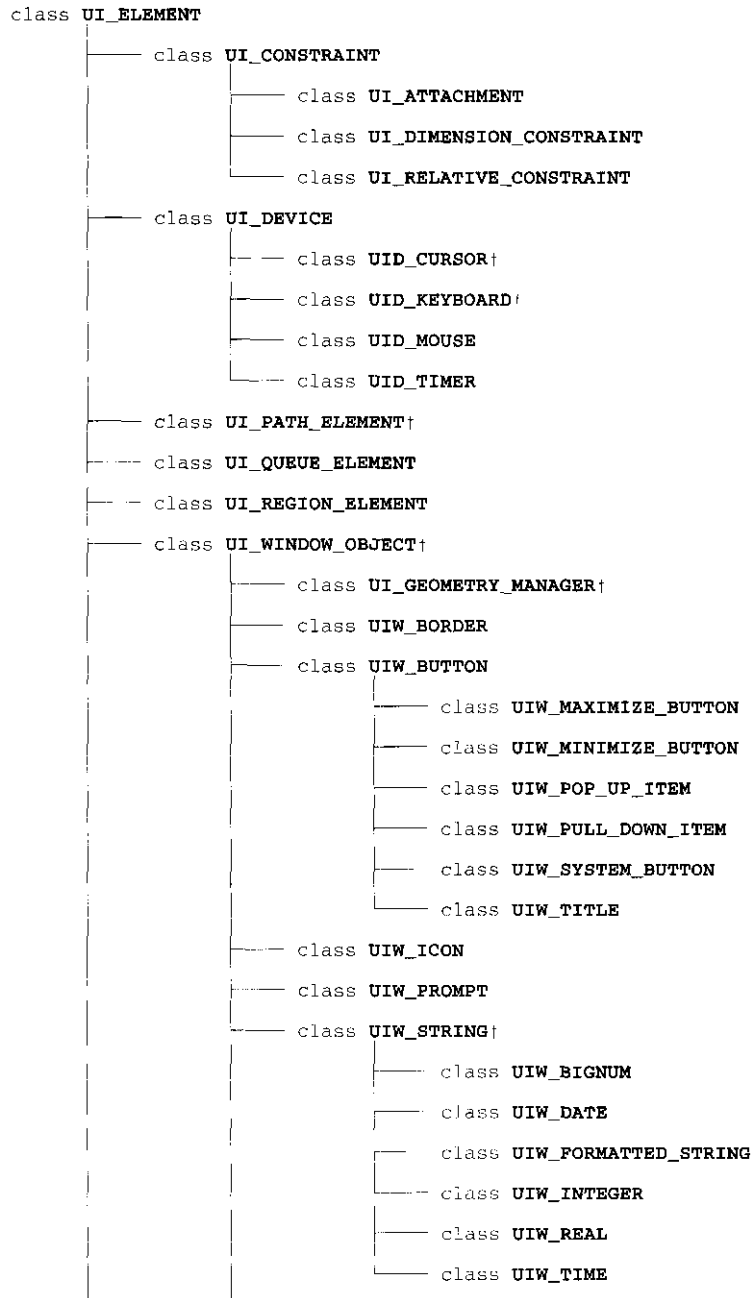 class UI_ELEMENT
class UI_CONSTRAINT
class UI_ATTACHMENT
class UI_DIMENSION_CONSTRAINT
class UI_RELATIVE_CONSTRAINT
class UI_DEVICE
class UID_CURSOR†
class UID_KEYBOARD†
class UID_MOUSE
class UID_TIMER
class UI_PATH_ELEMENT†
class UI_QUEUE_ELEMENT
class UI_REGION_ELEMENT
class UI_WINDOW_OBJECT†
class UI_GEOMETRY_MANAGER†
class UIW_BORDER
class UIW_BUTTON
class UIW_MAXIMIZE_BUTTON
class UIW_MINIMIZE_BUTTON
class UIW_POP_UP_ITEM
class UIW_PULL_DOWN_ITEM
class UIW_SYSTEM_BUTTON
class UIW_TITLE
class UIW_ICON
class UIW_PROMPT
class UIW_STRING†
class UIW_BIGNUM
class UIW_DATE
class UIW_FORMATTED_STRING
class UIW_INTEGER
class UIW_REAL
class UIW_TIME